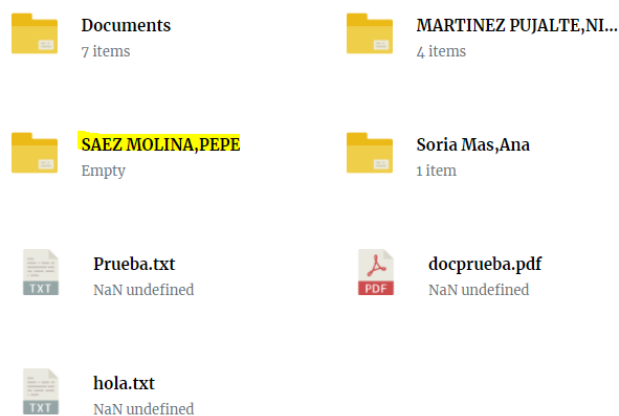 Documents
7 items
MARTINEZ PUJALTE,NI...
4 items
SAEZ MOLINA,PEPE
Empty
Soria Mas,Ana
1 item
TXT
Prueba.txt
NaN undefined
PDF
docprueba.pdf
NaN undefined
TXT
hola.txt
NaN undefined